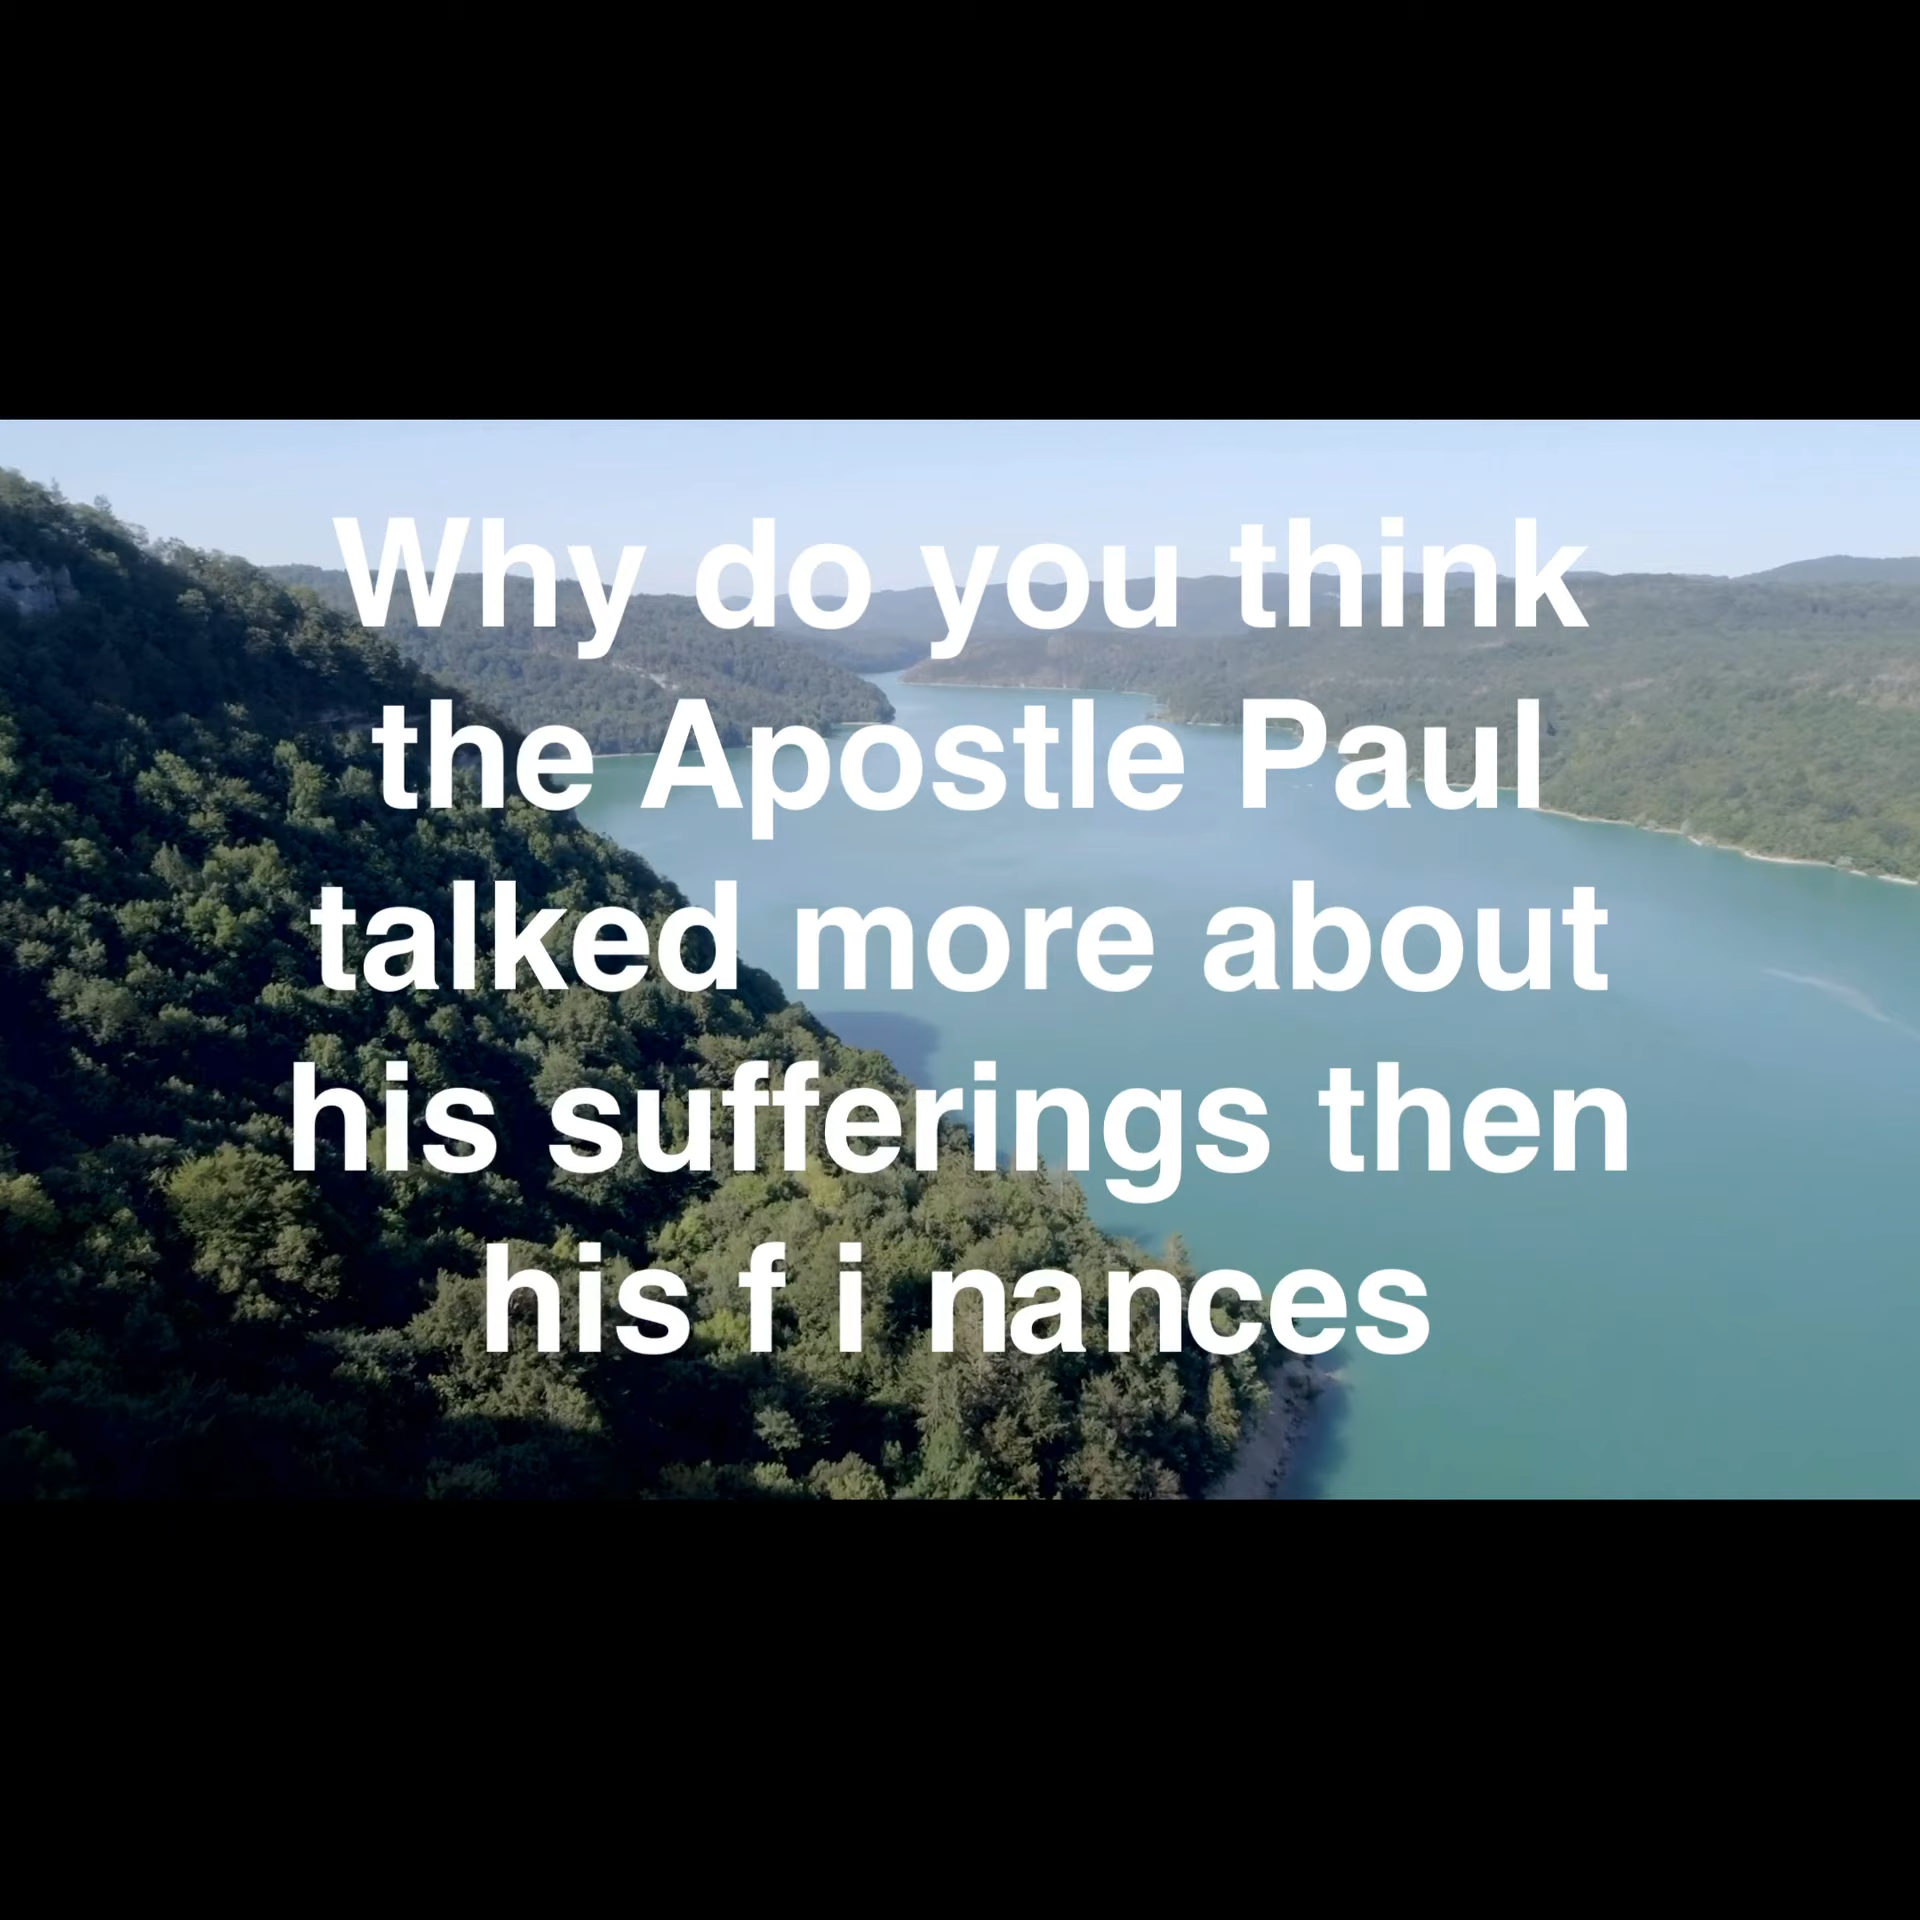 Why do you think
the Apostle Paul
talked more about
his sufferings then
his f i nances